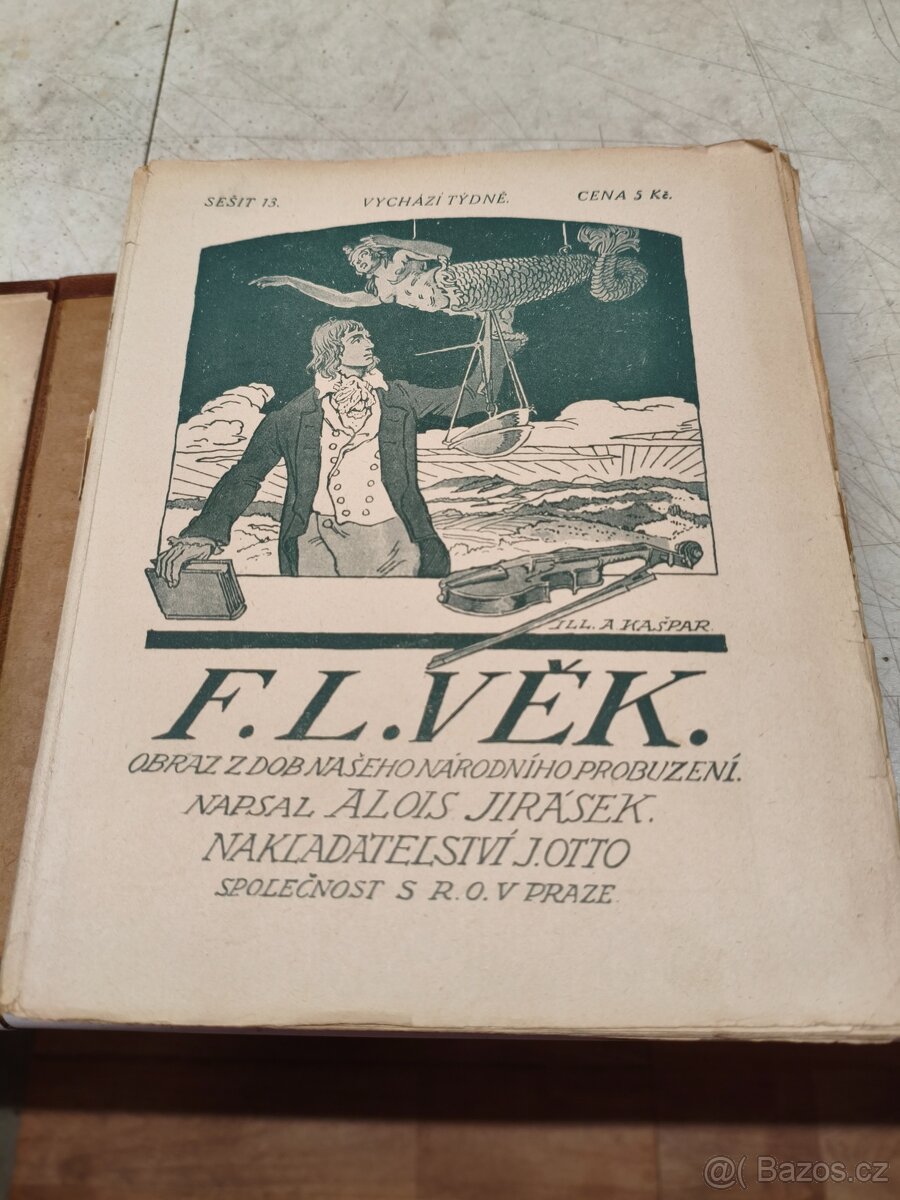 SEŠIT 13. VYCHÁZÍ TÝDNĚ. CENA 5 Kč.
ILL. A KAŠPAR.
F. L. VĚK.
OBRAZ Z DOB NAŠEHO NÁRODNÍHO PROBUZENÍ.
NAPSAL ALOIS JIRÁSEK.
NAKLADATELSTVÍ J. OTTO
SPOLEČNOST S R. O. V PRAZE.
@( Bazos.cz